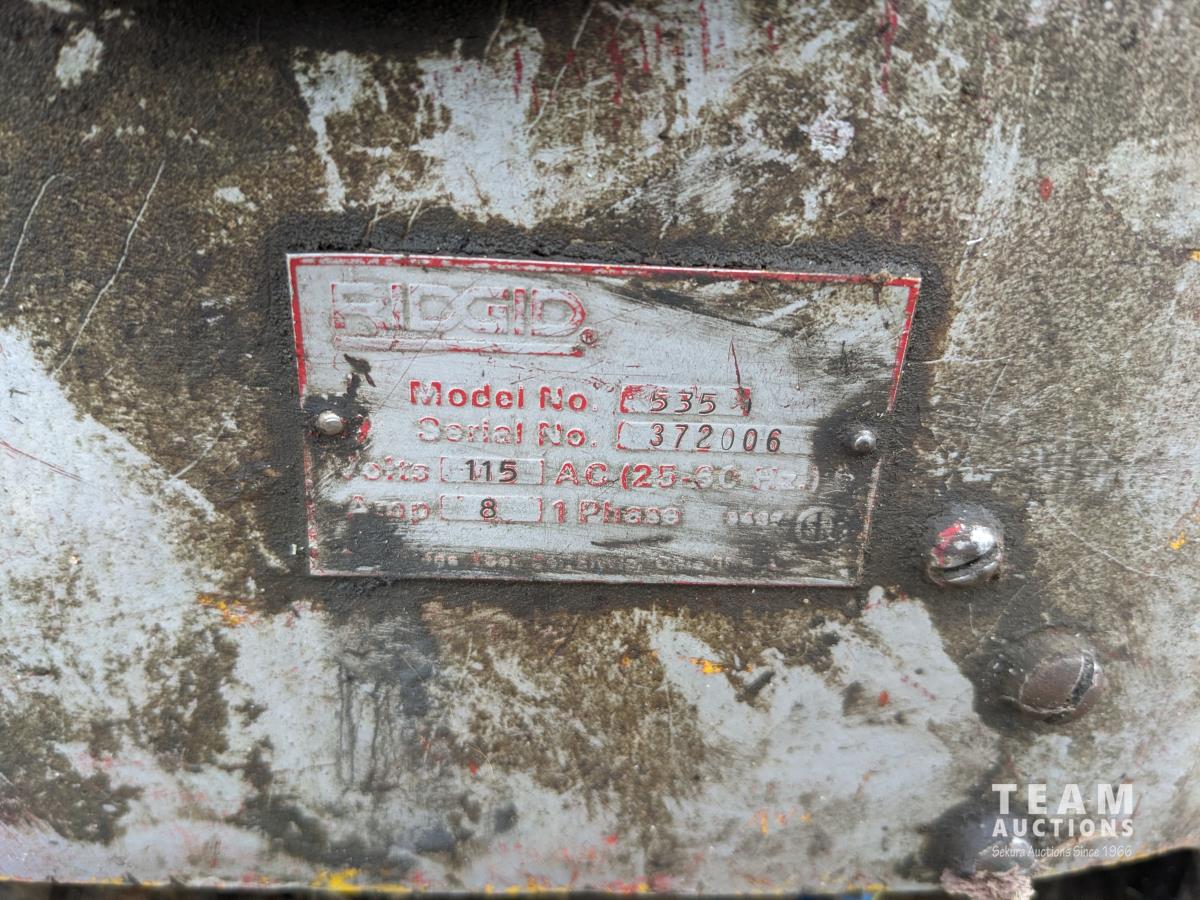 RIDGID®
Model No. 535
Serial No. 372006
Volts 115 AC (25-60 Hz.)
Amp 8 1 Phase
TEAM
AUCTIONS
Sekura Auctions Since 1966